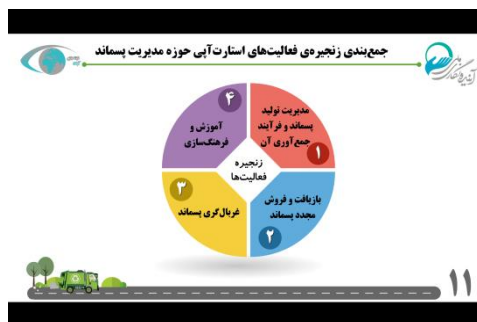 جمع‌بندی زنجیره‌ی فعالیت‌های استارت‌آپی حوزه مدیریت پسماند
مدیریت تولید
پسماند و فرآیند
جمع‌آوری آن
۱
بازیافت و فروش
مجدد پسماند
۲
غربال‌گری پسماند
۳
آموزش و
فرهنگ‌سازی
۴
زنجیره
فعالیت‌ها
۱۱